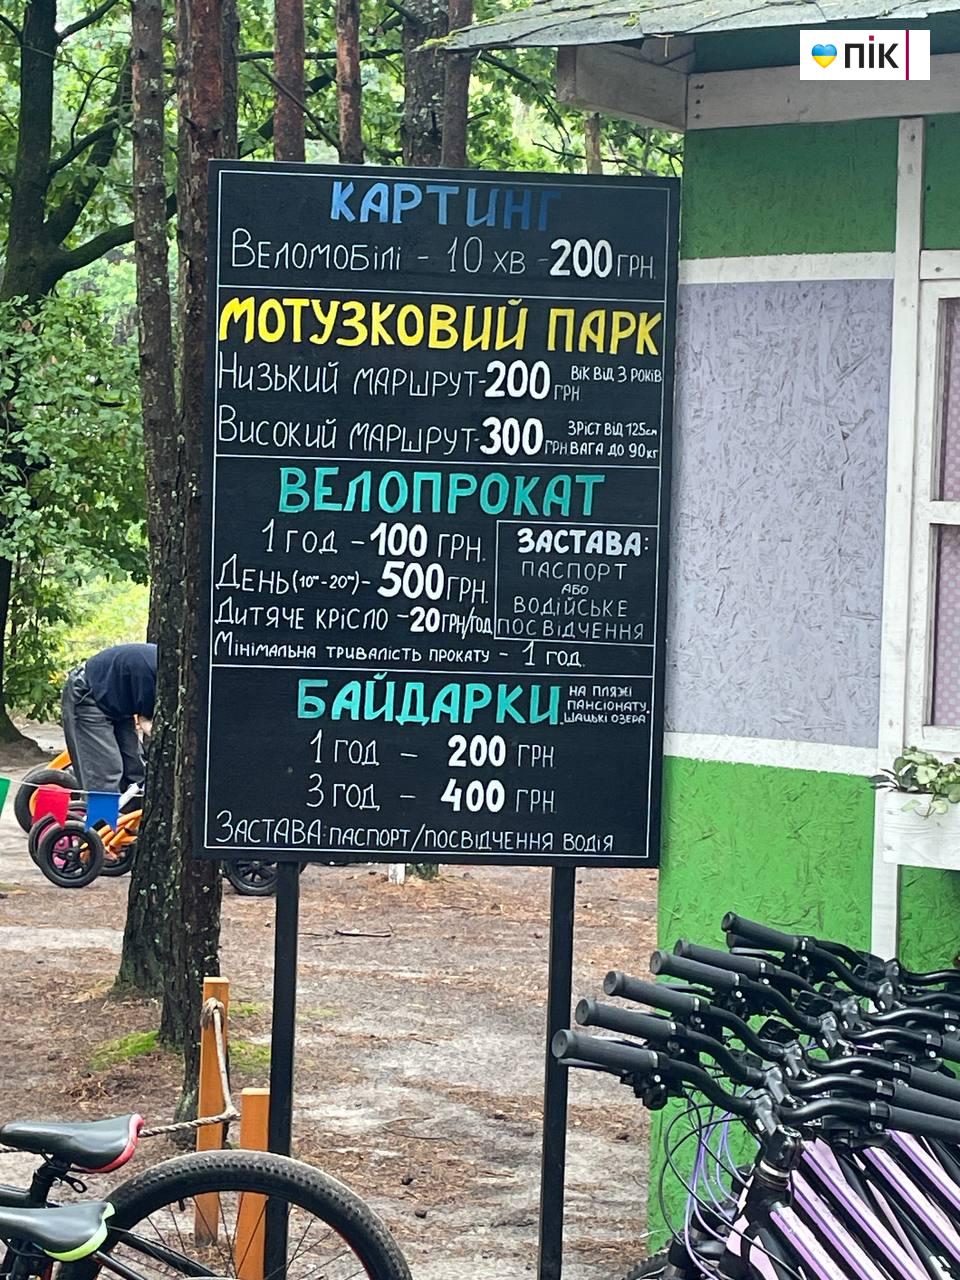 пік
КАРТИНГ
Веломобілі - 10 хв - 200 грн.
МОТУЗКОВИЙ ПАРК
Низький маршрут - 200 грн вік від 3 років
Високий маршрут - 300 грн зріст від 125см
вага до 90кг
ВЕЛОПРОКАТ
1 год - 100 грн.
День (10⁰⁰ - 20⁰⁰) - 500 грн.
Дитяче крісло - 20 грн/год
ЗАСТАВА:
паспорт
або
водійське
посвідчення
Мінімальна тривалість прокату - 1 год.
БАЙДАРКИ
на пляжі
пансіонату
"Шацькі озера"
1 год - 200 грн
3 год - 400 грн
Застава: паспорт/посвідчення водія